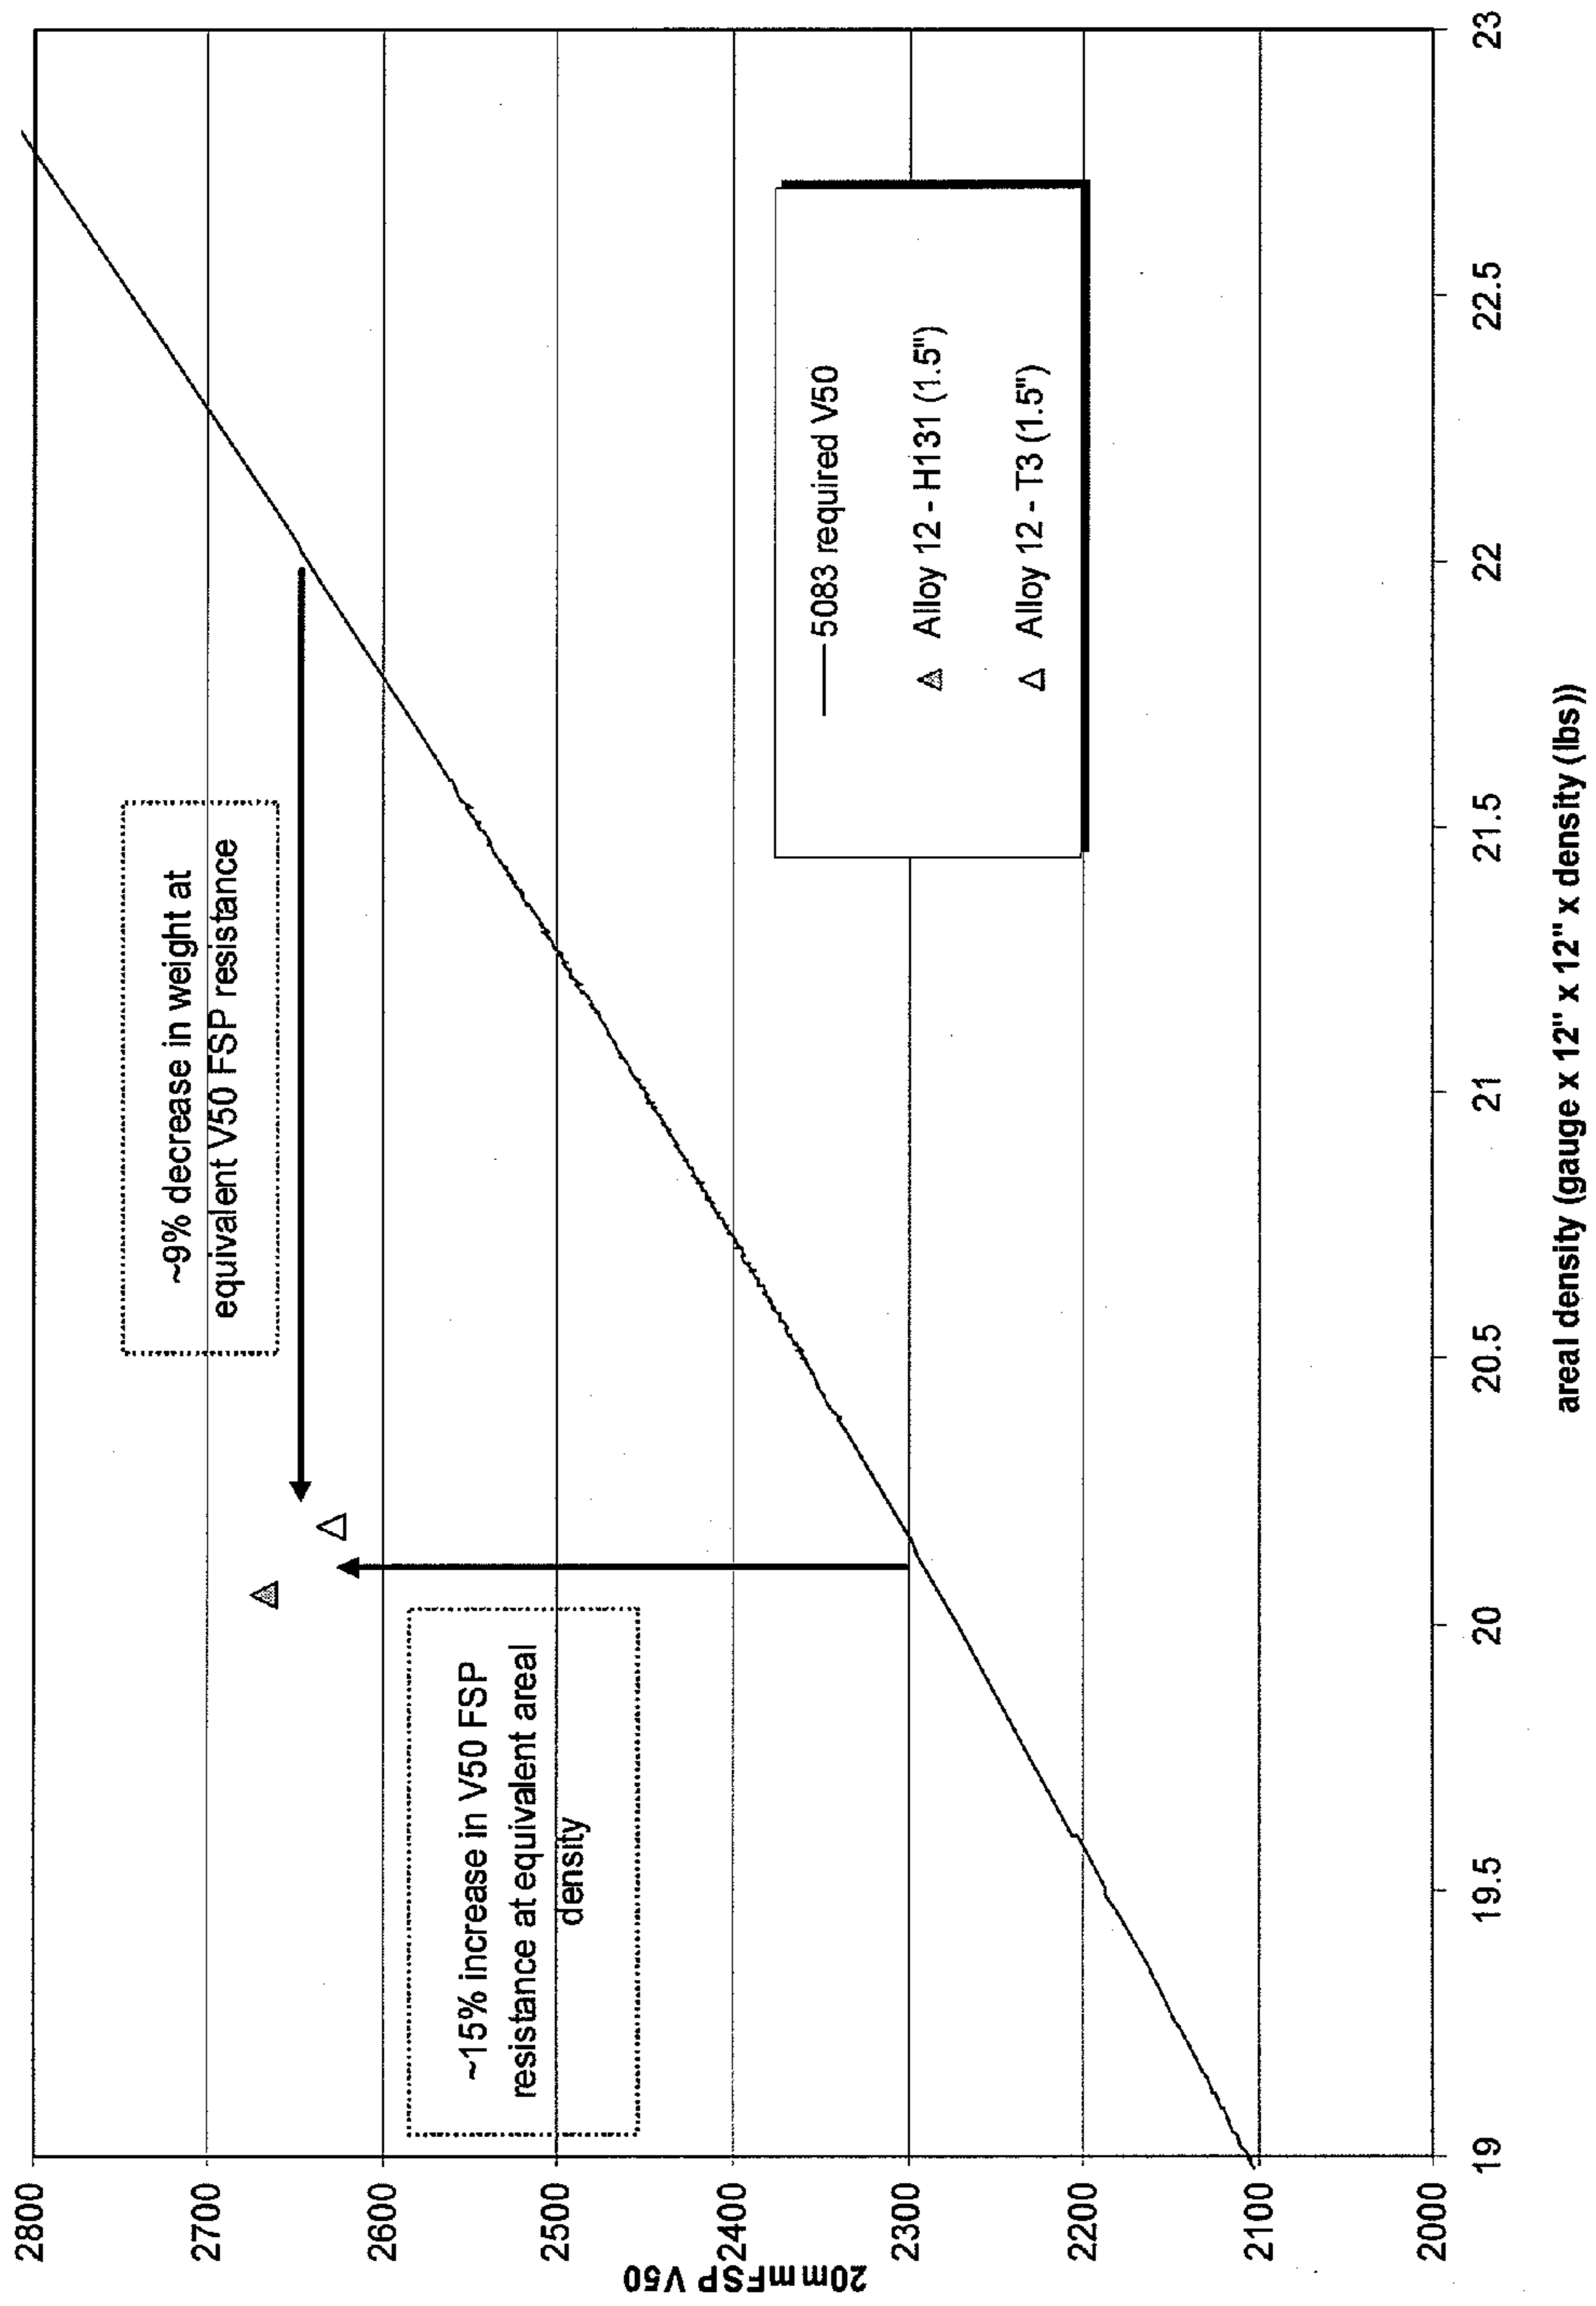 2800
2700
2600
2500
2400
2300
2200
2100
2000
20mmFSP V50
~9% decrease in weight at
equivalent V50 FSP resistance
~15% increase in V50 FSP
resistance at equivalent areal
density
5083 required V50
Alloy 12 - H131 (1.5")
Alloy 12 - T3 (1.5")
19
19.5
20
20.5
21
21.5
22
22.5
23
areal density (gauge x 12" x 12" x density (lbs))